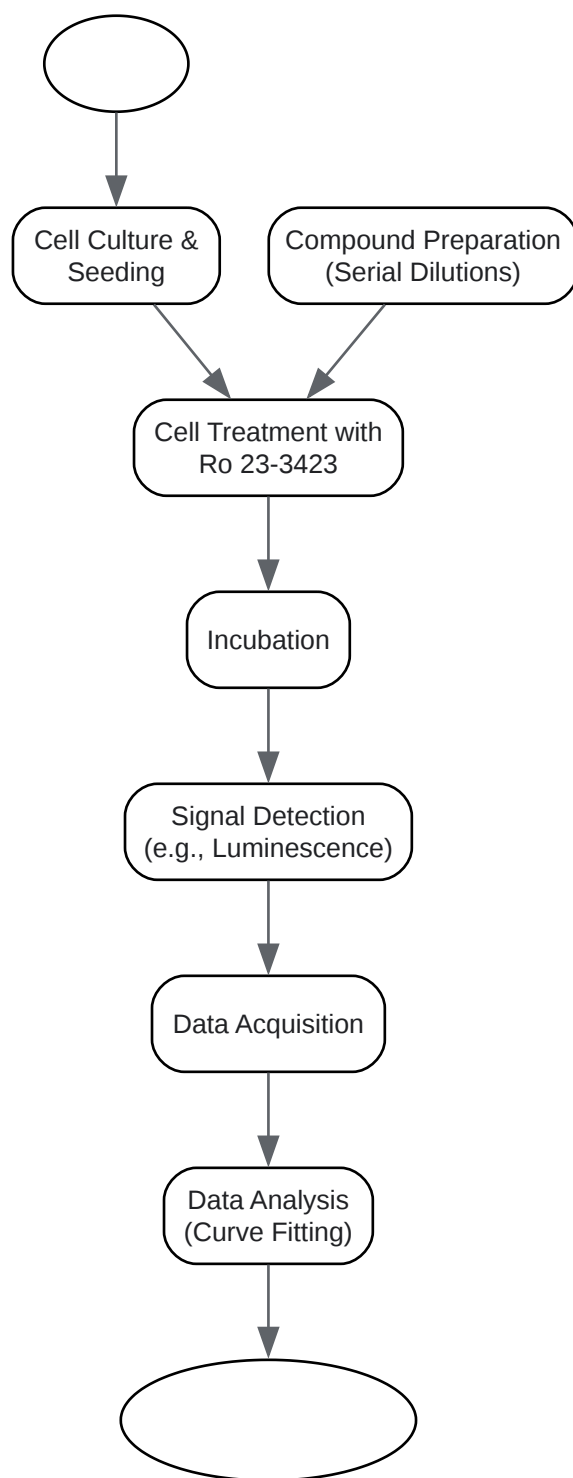 Cell Culture &
Seeding
Compound Preparation
(Serial Dilutions)
Cell Treatment with
Ro 23-3423
Incubation
Signal Detection
(e.g., Luminescence)
Data Acquisition
Data Analysis
(Curve Fitting)